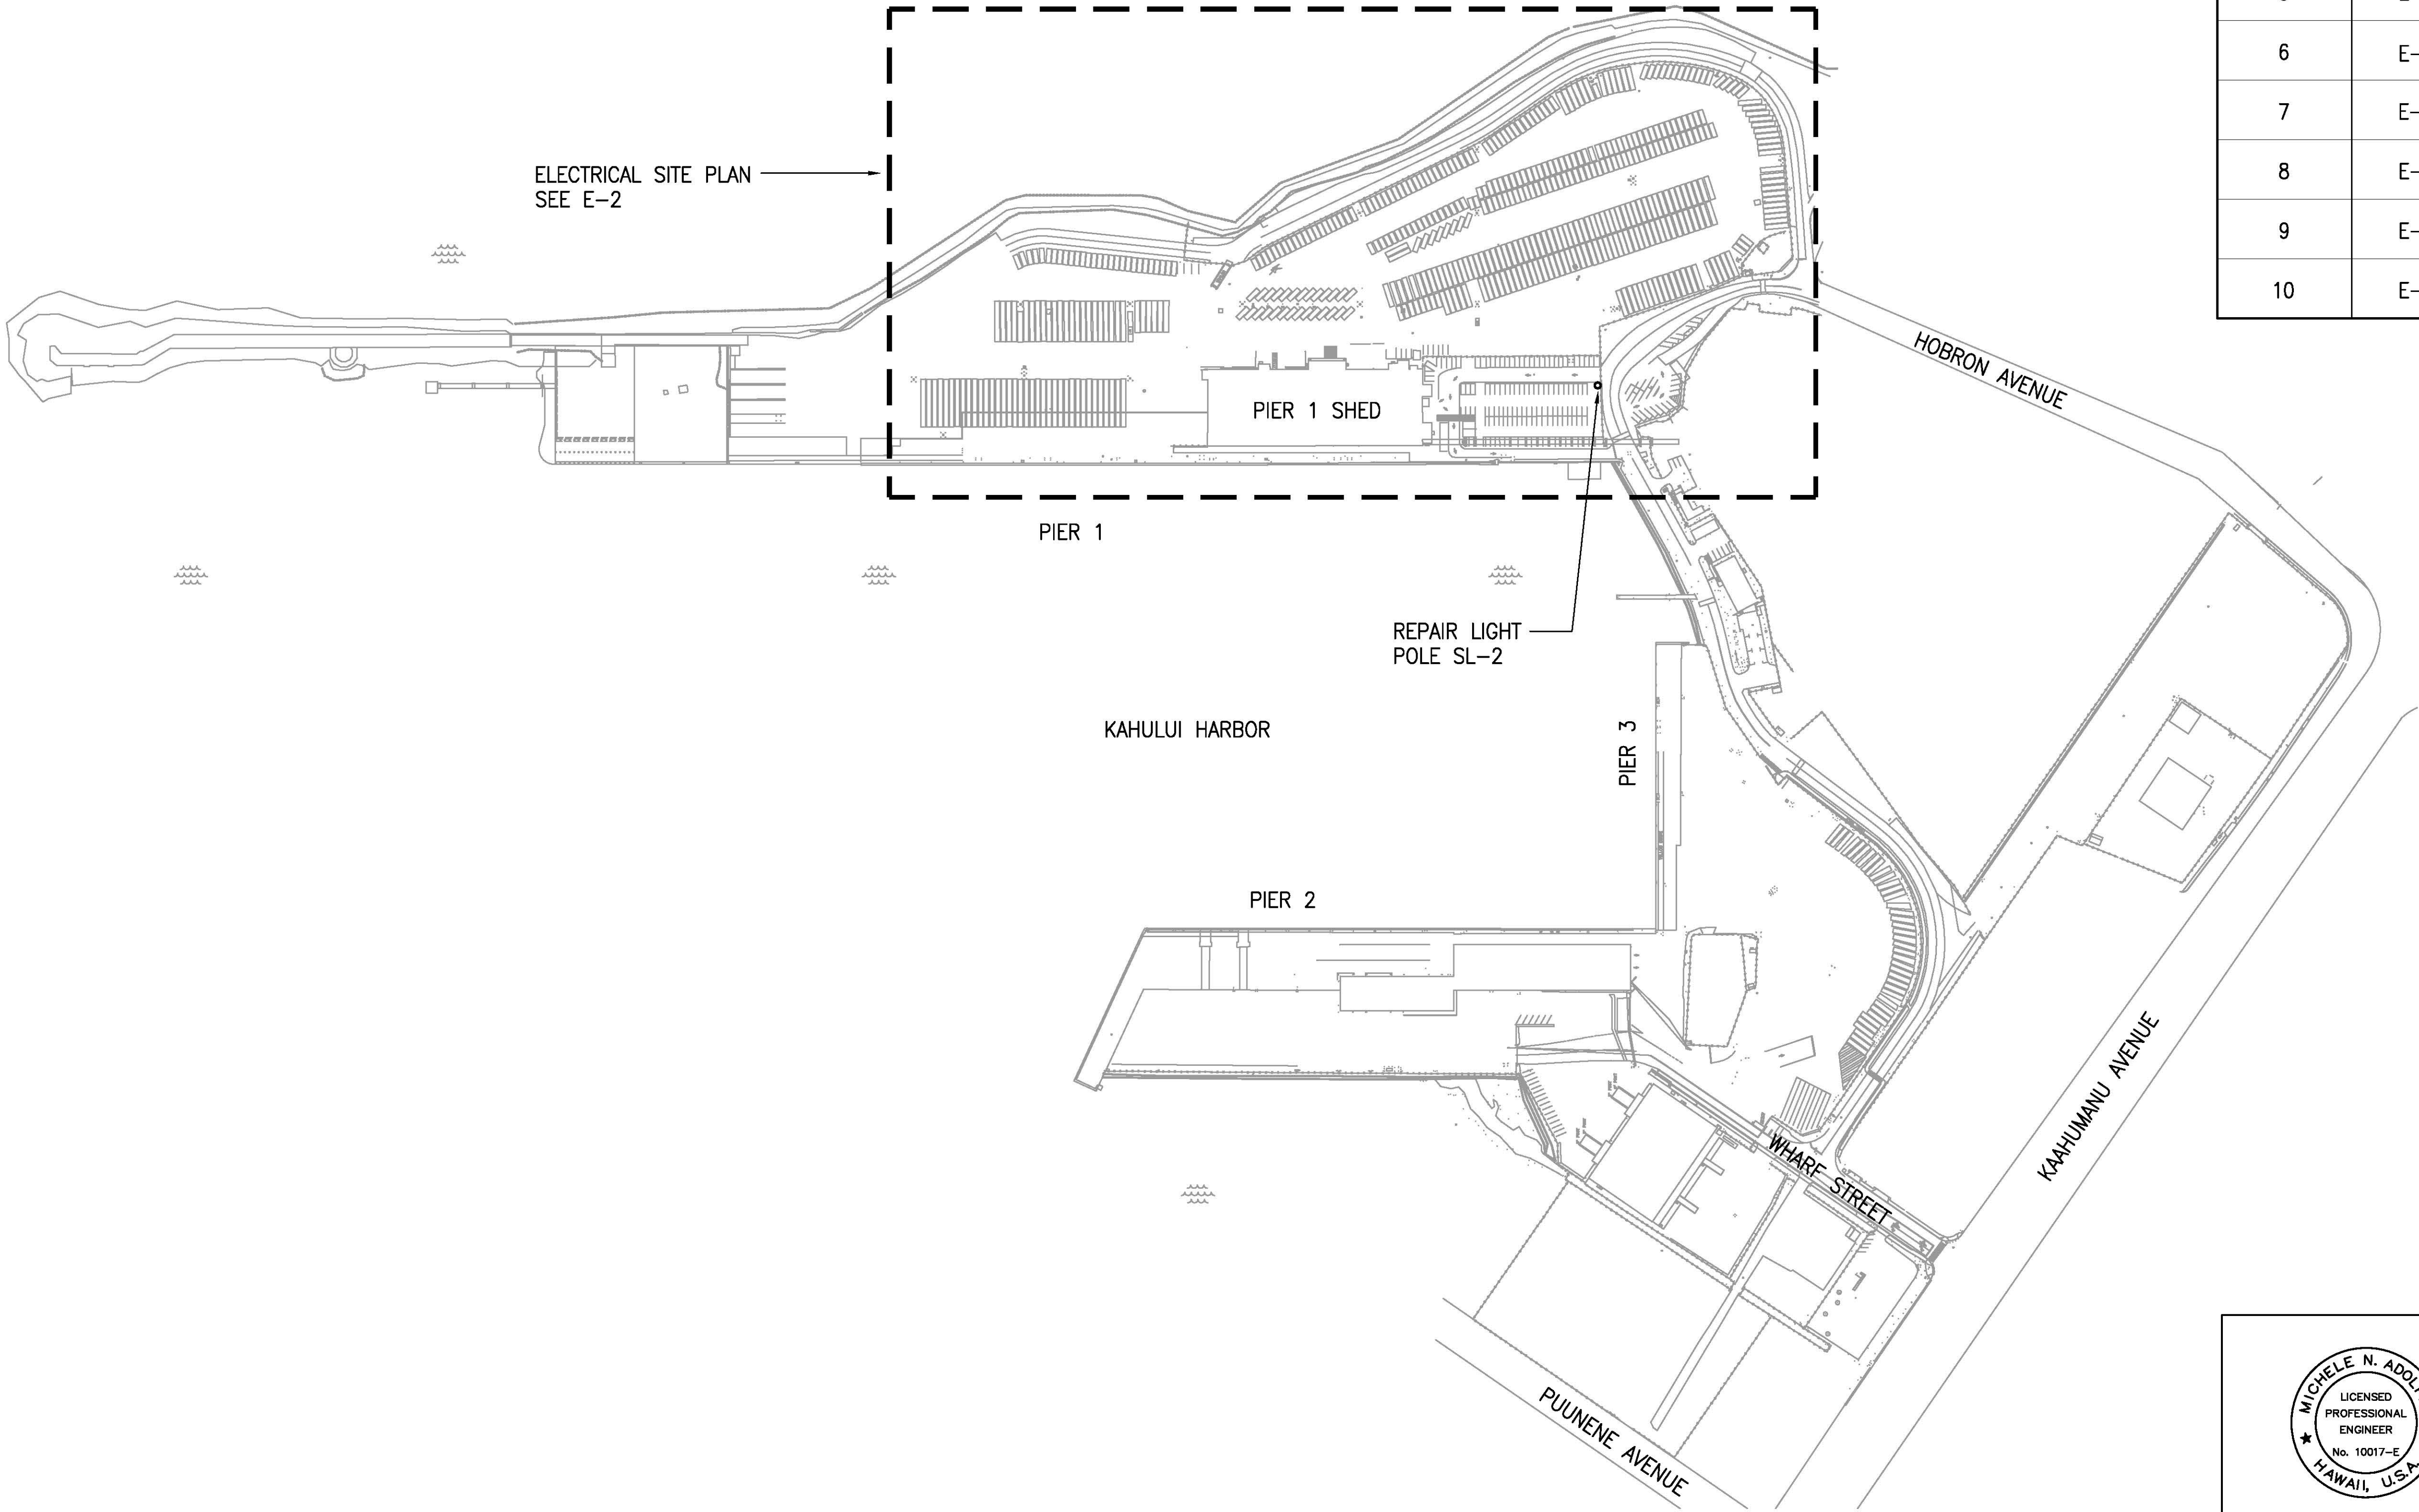 6 E-
7 E-
8 E-
9 E-
10 E-
ELECTRICAL SITE PLAN
SEE E-2
HOBRON AVENUE
PIER 1 SHED
PIER 1
REPAIR LIGHT
POLE SL-2
KAHULUI HARBOR
PIER 3
PIER 2
KAAHUMANU AVENUE
WHARF STREET
PUUNENE AVENUE
MICHELE N.
LICENSED
PROFESSIONAL
ENGINEER
No. 10017-E
HAWAII, U.S.A.